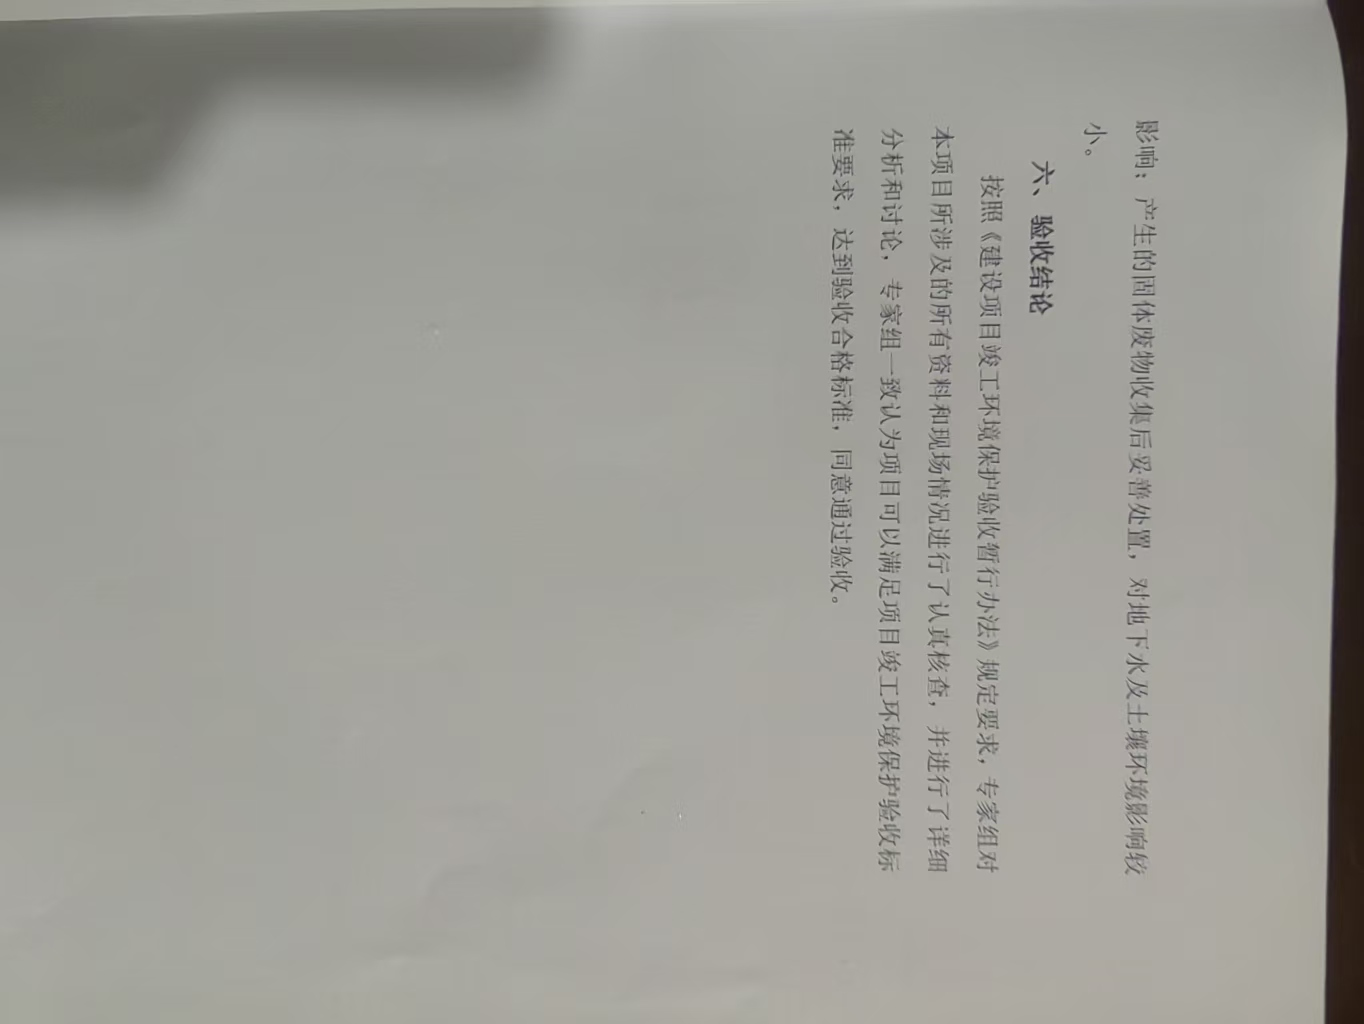 影响；产生的固体废物收集后妥善处置，对地下水及土壤环境影响较
小。
六、验收结论
按照《建设项目竣工环境保护验收暂行办法》规定要求，专家组对
本项目所涉及的所有资料和现场情况进行了认真核查，并进行了详细
分析和讨论，专家组一致认为项目可以满足项目竣工环境保护验收标
准要求，达到验收合格标准，同意通过验收。